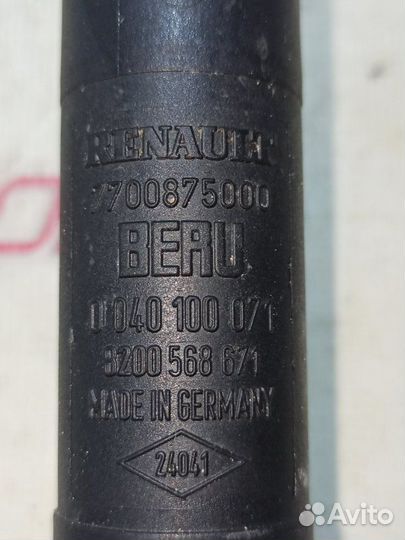 RENAULT
7700875000
BERU
0 040 100 071
8200 568 671
MADE IN GERMANY
24041
Avito